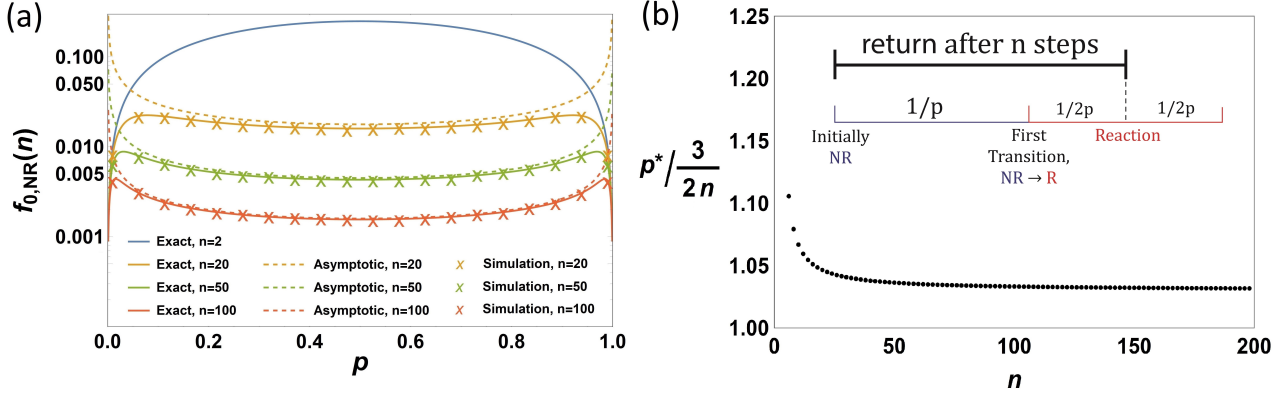 (a)
0.100
0.050
0.010
0.005
0.001
f0,NR(n)
Exact, n=2
Exact, n=20 Asymptotic, n=20 × Simulation, n=20
Exact, n=50 Asymptotic, n=50 × Simulation, n=50
Exact, n=100 Asymptotic, n=100 × Simulation, n=100
0.0 0.2 0.4 0.6 0.8 1.0
p
(b)
1.25
1.20
1.15
1.10
1.05
1.00
p*/ 3/2n
return after n steps
1/p 1/2p 1/2p
Initially
NR
First
Transition,
NR → R
Reaction
0 50 100 150 200
n